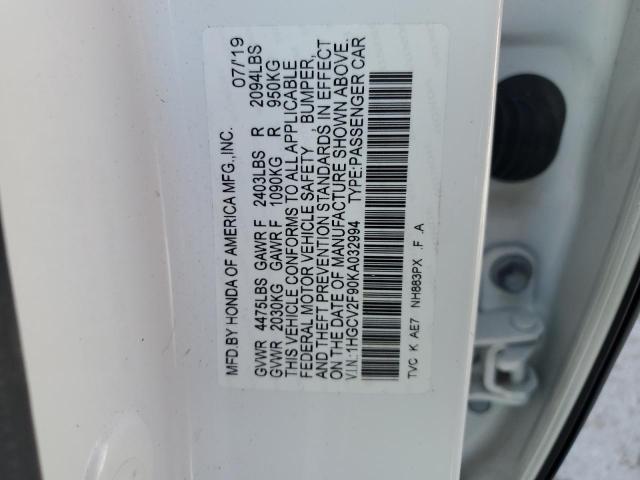 MFD.BY HONDA OF AMERICA MFG.,INC. 07/'19
GVWR 4475LBS GAWR F 2403LBS R 2094LBS
GVWR 2030KG GAWR F 1090KG R 950KG
THIS VEHICLE CONFORMS TO ALL APPLICABLE
FEDERAL MOTOR VEHICLE SAFETY , BUMPER,
AND THEFT PREVENTION STANDARDS IN EFFECT
ON THE DATE OF MANUFACTURE SHOWN ABOVE.
V.I.N.:1HGCV2F90KA032994 TYPE:PASSENGER CAR
TVC K AE7 NH883PX .F .A